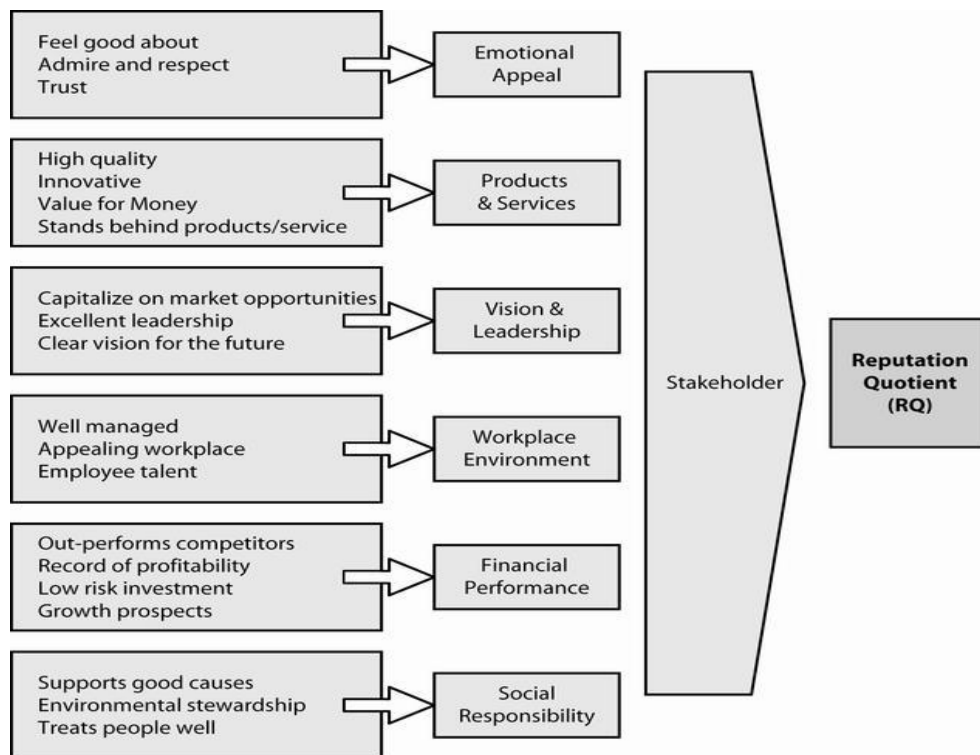 Feel good about
Admire and respect
Trust
Emotional
Appeal
High quality
Innovative
Value for Money
Stands behind products/service
Products
& Services
Capitalize on market opportunities
Excellent leadership
Clear vision for the future
Vision &
Leadership
Well managed
Appealing workplace
Employee talent
Workplace
Environment
Out-performs competitors
Record of profitability
Low risk investment
Growth prospects
Financial
Performance
Supports good causes
Environmental stewardship
Treats people well
Social
Responsibility
Stakeholder
Reputation
Quotient
(RQ)